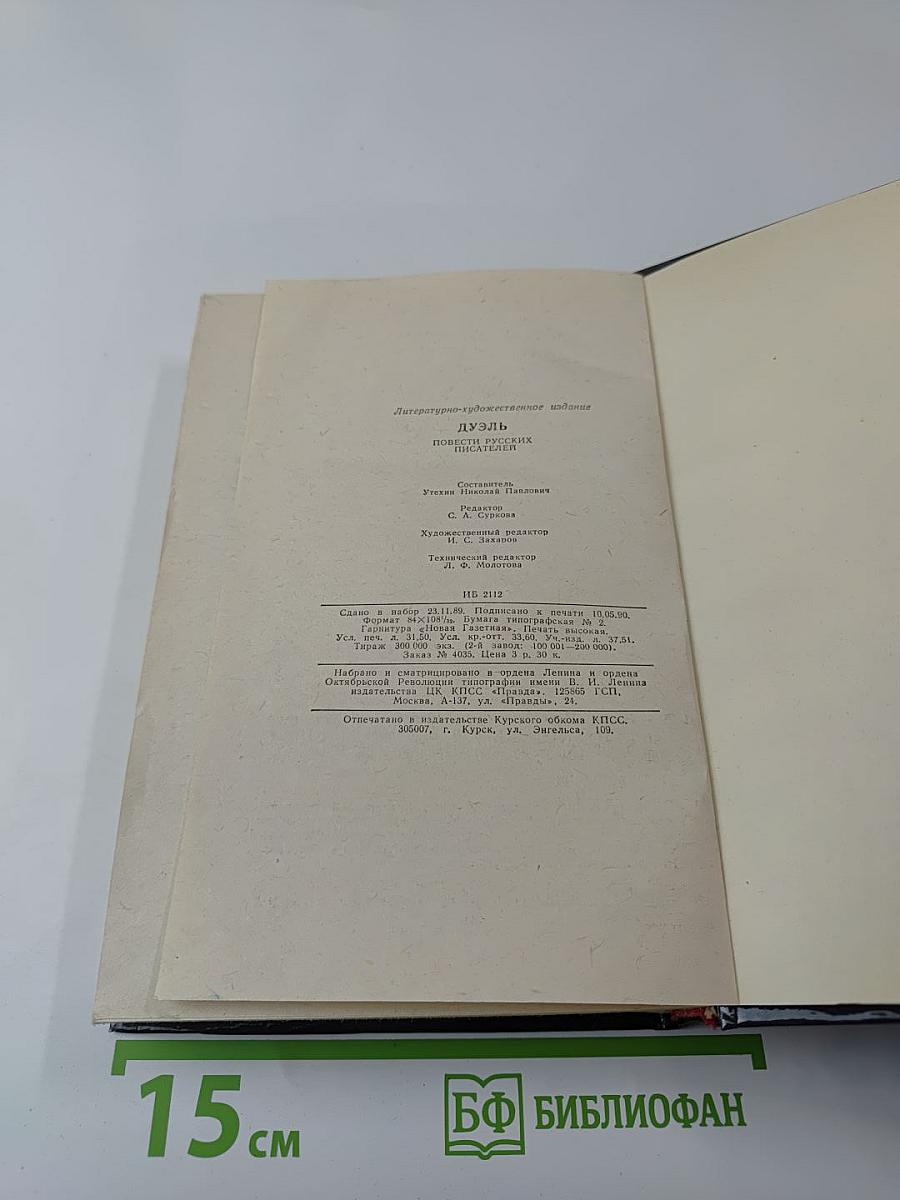 Литературно-художественное издание
ДУЭЛЬ
ПОВЕСТИ РУССКИХ
ПИСАТЕЛЕЙ
Составитель
Утехин Николай Павлович
Редактор
С. А. Суркова
Художественный редактор
И. С. Захаров
Технический редактор
Л. Ф. Молотова
ИБ 2112
Сдано в набор 23.11.89. Подписано к печати 10.05.90.
Формат 84×108¹/₃₂. Бумага типографская № 2.
Гарнитура «Новая Газетная». Печать высокая.
Усл. печ. л. 31,50. Усл. кр.-отт. 33,60. Уч.-изд. л. 37,51.
Тираж 300 000 экз. (2-й завод: 100 001—200 000).
Заказ № 4035. Цена 3 р. 30 к.
Набрано и сматрицировано в ордена Ленина и ордена
Октябрьской Революции типографии имени В. И. Ленина
издательства ЦК КПСС «Правда». 125865 ГСП,
Москва, А-137, ул. «Правды», 24.
Отпечатано в издательстве Курского обкома КПСС.
305007, г. Курск, ул. Энгельса, 109.
15 см
БФ БИБЛИОФАН